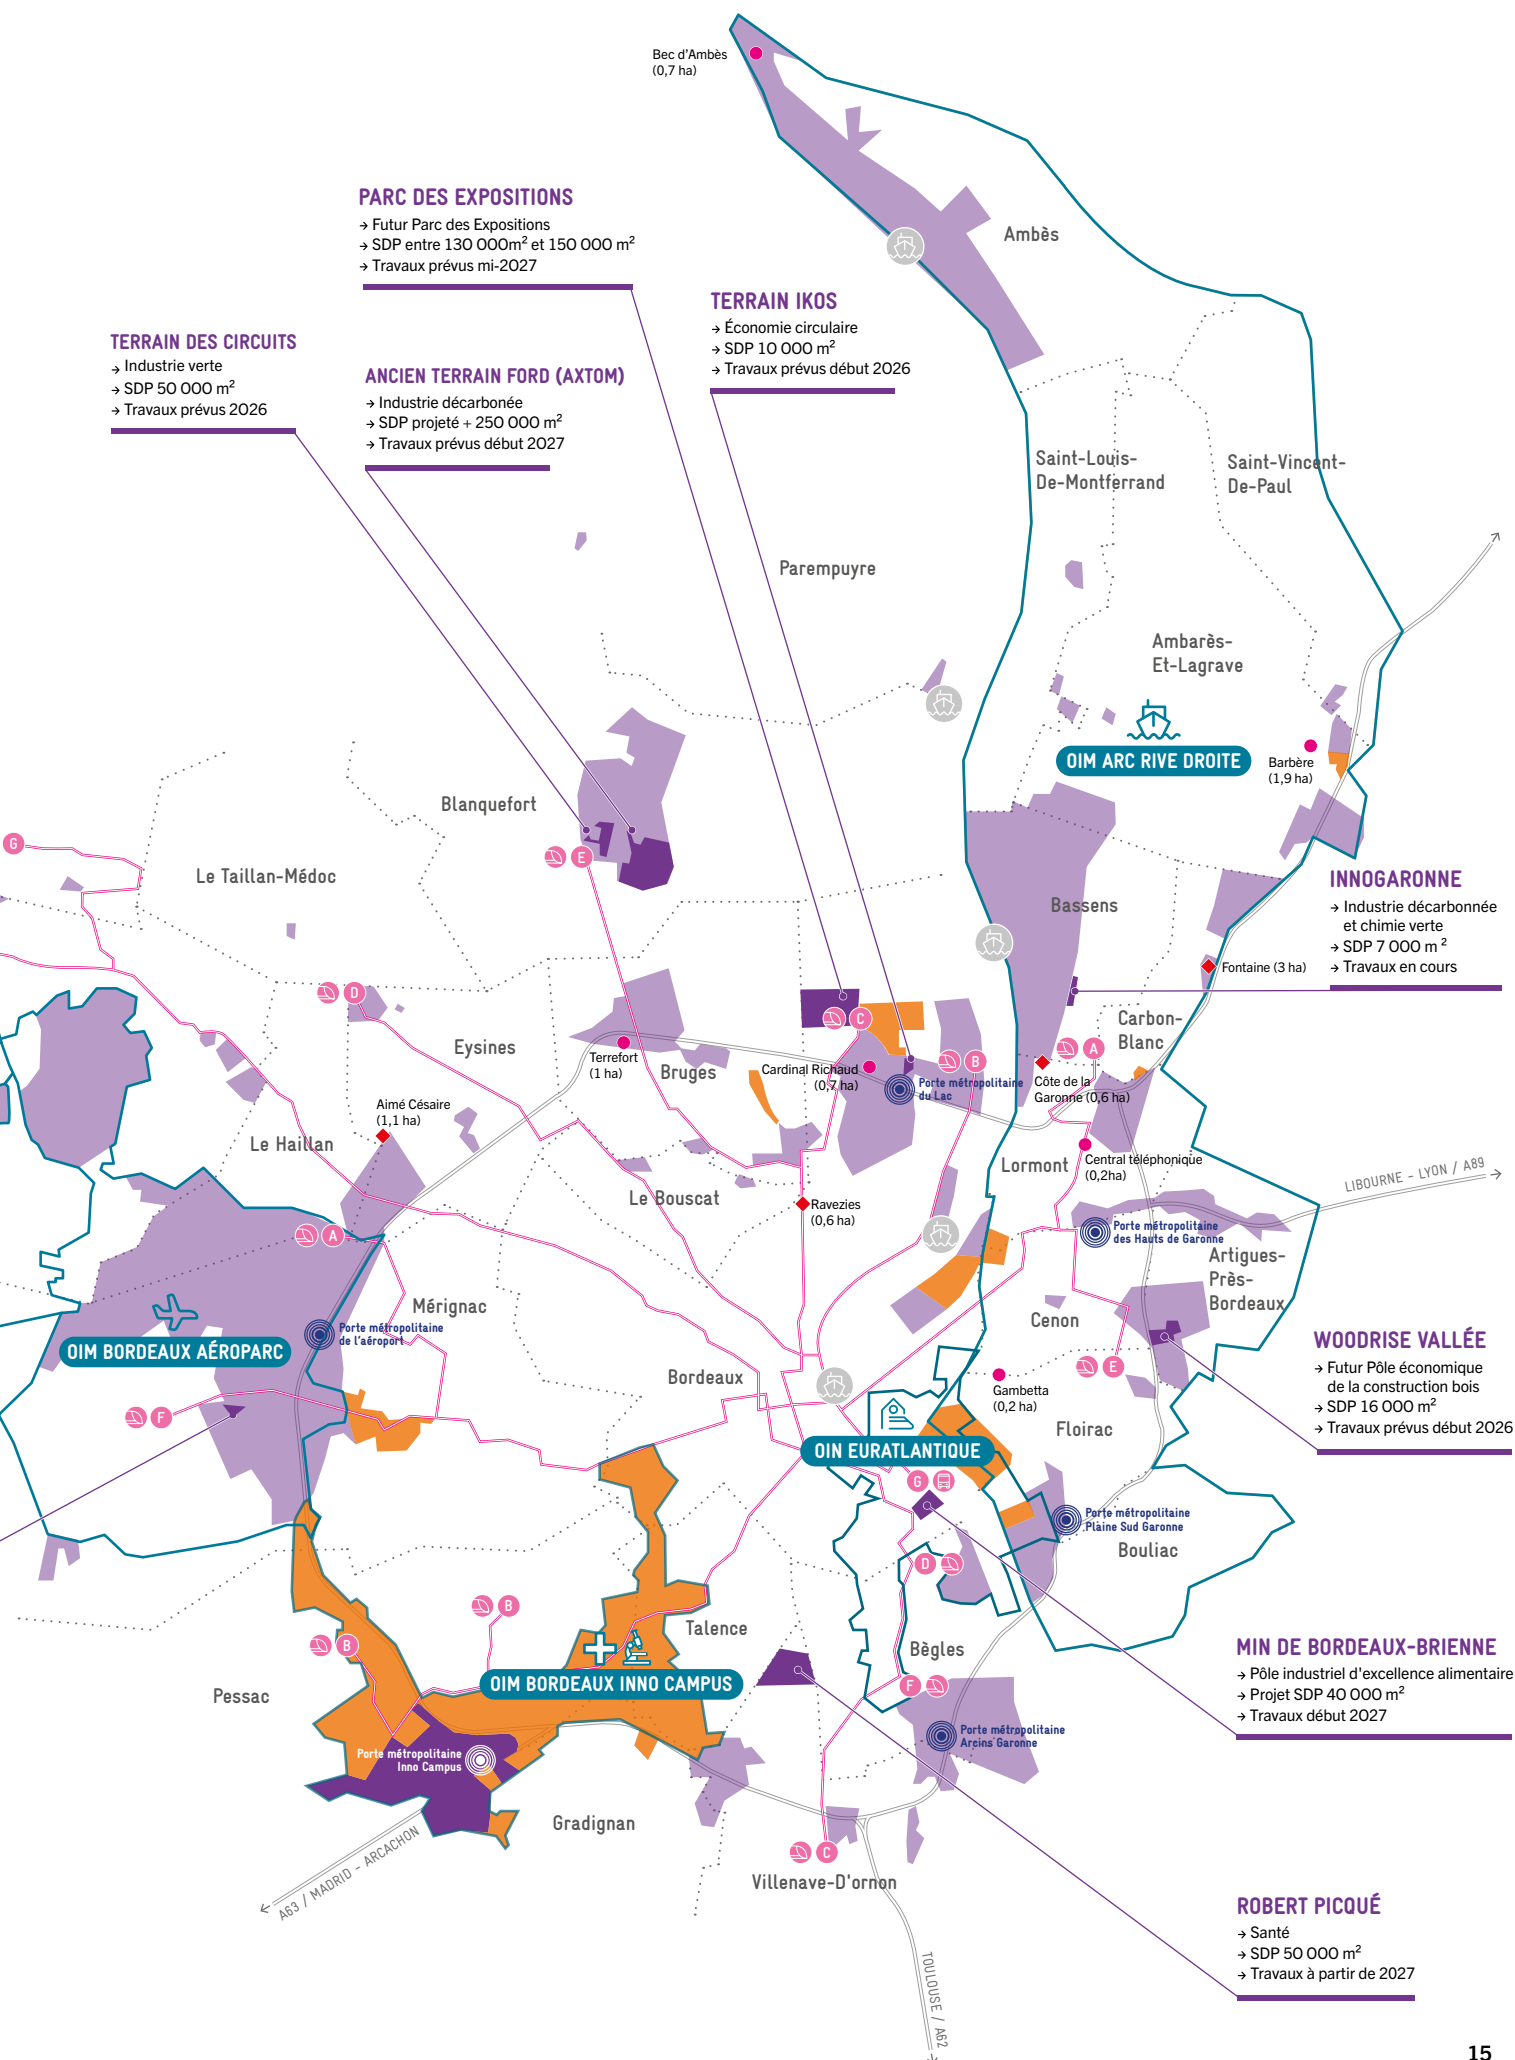 Bec d'Ambès
(0,7 ha)
PARC DES EXPOSITIONS
→ Futur Parc des Expositions
→ SDP entre 130 000m² et 150 000 m²
→ Travaux prévus mi-2027
Ambès
TERRAIN IKOS
→ Économie circulaire
→ SDP 10 000 m²
→ Travaux prévus début 2026
TERRAIN DES CIRCUITS
→ Industrie verte
→ SDP 50 000 m²
→ Travaux prévus 2026
ANCIEN TERRAIN FORD (AXTOM)
→ Industrie décarbonée
→ SDP projeté + 250 000 m²
→ Travaux prévus début 2027
Saint-Louis-
De-Montferrand
Saint-Vincent-
De-Paul
Parempuyre
Ambarès-
Et-Lagrave
OIM ARC RIVE DROITE
Barbère
(1,9 ha)
Blanquefort
G
E
Le Taillan-Médoc
Bassens
INNOGARONNE
→ Industrie décarbonnée
et chimie verte
→ SDP 7 000 m ²
→ Travaux en cours
Fontaine (3 ha)
D
C
Carbon-
Blanc
Eysines
Terrefort
(1 ha)
Bruges
Cardinal Richaud
(0,7 ha)
B
A
Porte métropolitaine
du Lac
Côte de la
Garonne (0,6 ha)
Aimé Césaire
(1,1 ha)
Le Haillan
Lormont
Central téléphonique
(0,2ha)
LIBOURNE - LYON / A89
Le Bouscat
Ravezies
(0,6 ha)
A
Porte métropolitaine
des Hauts de Garonne
Artigues-
Près-
Bordeaux
Mérignac
Porte métropolitaine
de l'aéroport
OIM BORDEAUX AÉROPARC
Cenon
WOODRISE VALLÉE
→ Futur Pôle économique
de la construction bois
→ SDP 16 000 m²
→ Travaux prévus début 2026
E
Bordeaux
Gambetta
(0,2 ha)
F
Floirac
OIN EURATLANTIQUE
G
Porte métropolitaine
Plaine Sud Garonne
Bouliac
D
B
Talence
B
Bègles
MIN DE BORDEAUX-BRIENNE
→ Pôle industriel d'excellence alimentaire
→ Projet SDP 40 000 m²
→ Travaux début 2027
OIM BORDEAUX INNO CAMPUS
F
Pessac
Porte métropolitaine
Arcins Garonne
Porte métropolitaine
Inno Campus
Gradignan
A63 / MADRID - ARCACHON
C
Villenave-D'ornon
ROBERT PICQUÉ
→ Santé
→ SDP 50 000 m²
→ Travaux à partir de 2027
TOULOUSE / A62
15